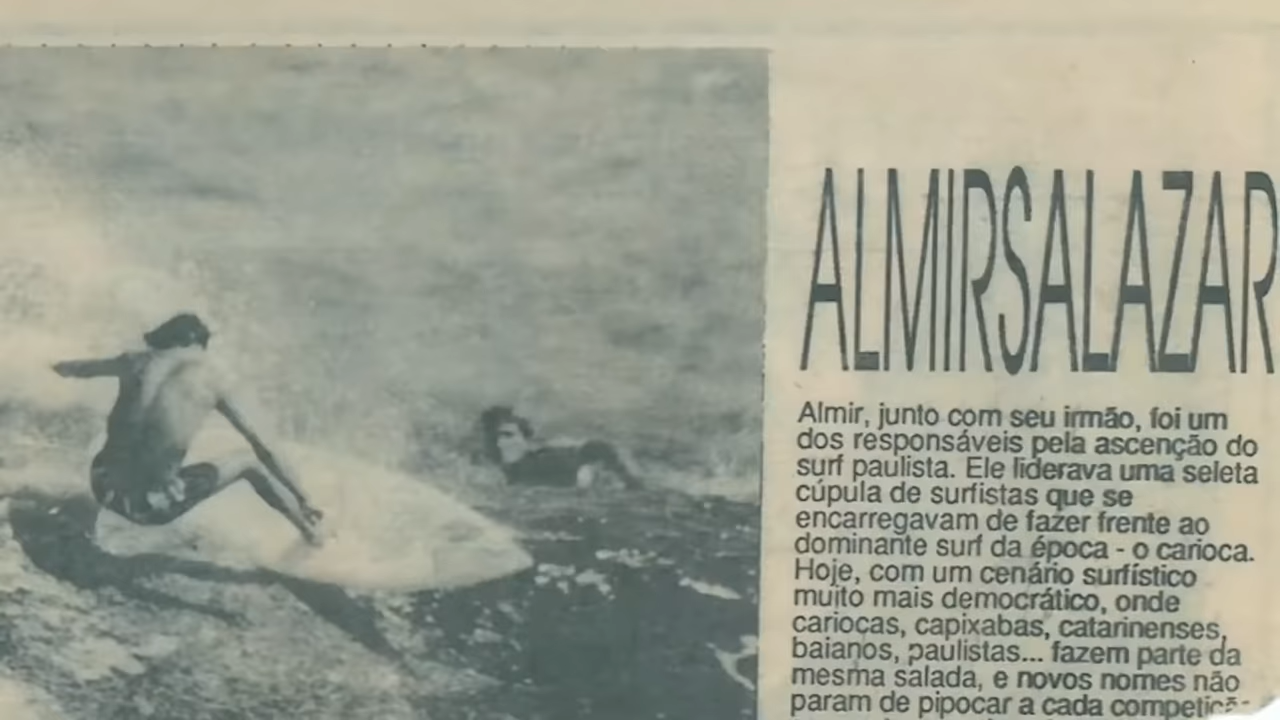 ALMIRSALAZAR
Almir, junto com seu irmão, foi um
dos responsáveis pela ascenção do
surf paulista. Ele liderava uma seleta
cúpula de surfistas que se
encarregavam de fazer frente ao
dominante surf da época - o carioca.
Hoje, com um cenário surfístico
muito mais democrático, onde
cariocas, capixabas, catarinenses,
baianos, paulistas... fazem parte da
mesma salada, e novos nomes não
param de pipocar a cada